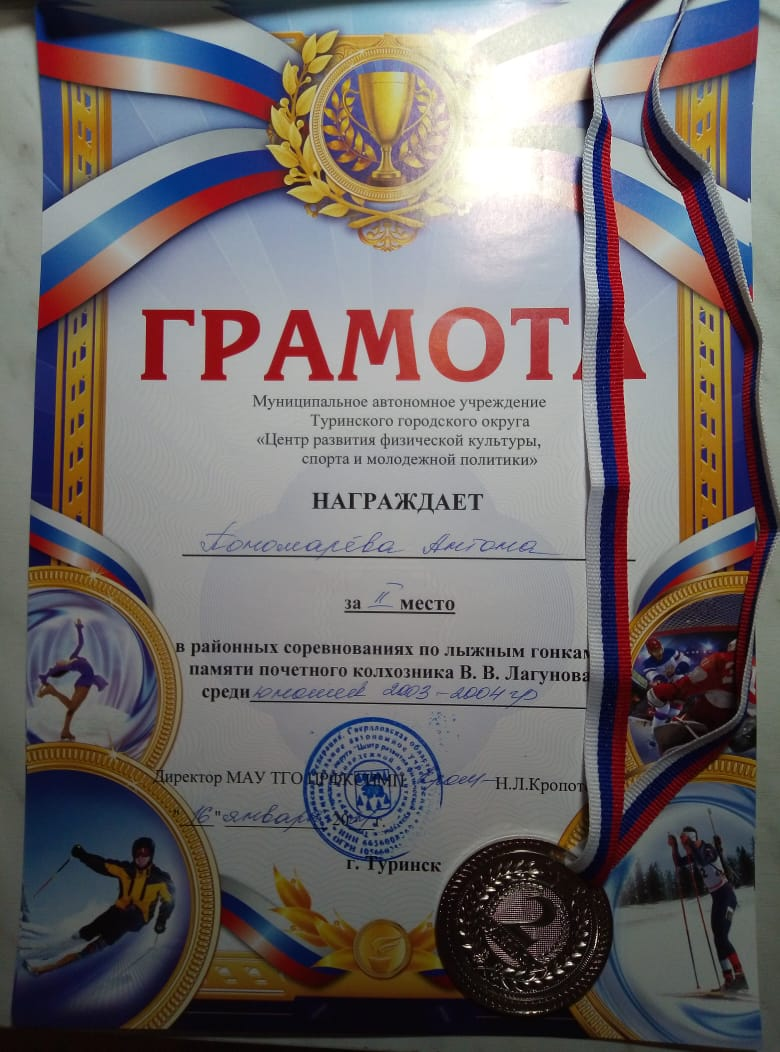 ГРАМОТА
Муниципальное автономное учреждение
Туринского городского округа
«Центр развития физической культуры,
спорта и молодежной политики»
НАГРАЖДАЕТ
Пономарёва Антона
за II место
в районных соревнованиях по лыжным гонкам
памяти почетного колхозника В. В. Лагунова
среди юношей 2003-2004 гр
Директор МАУ ТГО Н.Л.Кропот
"16" января 20 г.
г. Туринск
2